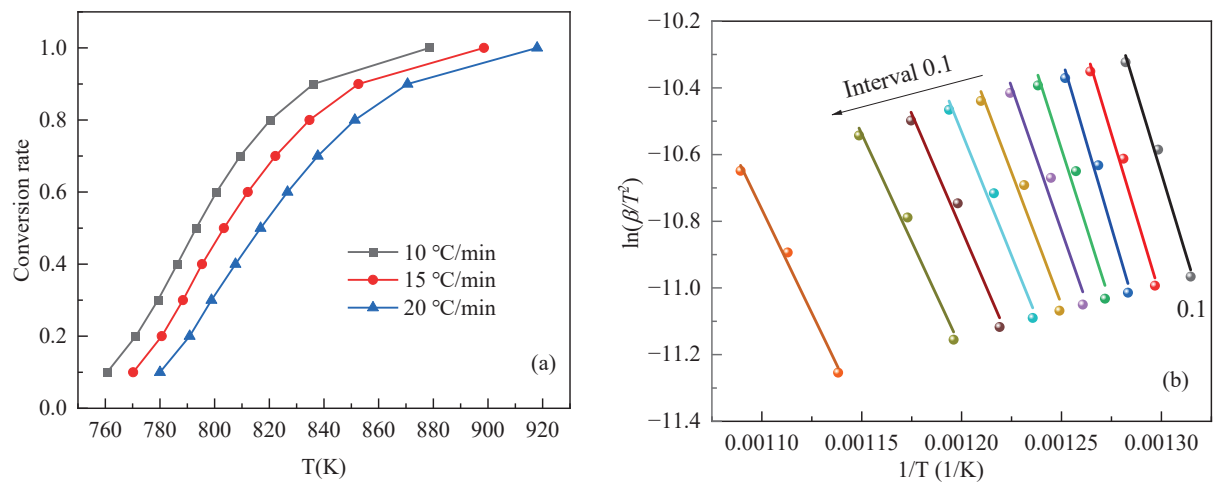 1.0
0.8
0.6
0.4
0.2
0.0
Conversion rate
10 °C/min
15 °C/min
20 °C/min
(a)
760 780 800 820 840 860 880 900 920
T(K)
−10.2
−10.4
−10.6
−10.8
−11.0
−11.2
−11.4
ln(β/T²)
Interval 0.1
0.1
(b)
0.00110 0.00115 0.00120 0.00125 0.00130
1/T (1/K)